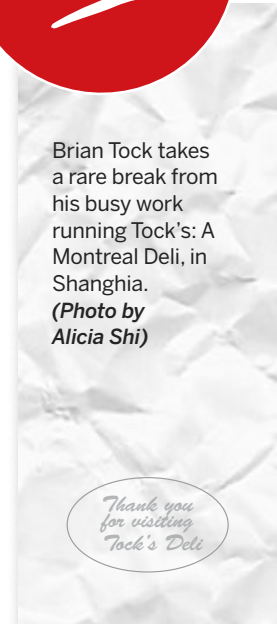 Brian Tock takes
a rare break from
his busy work
running Tock's: A
Montreal Deli, in
Shanghia.
(Photo by
Alicia Shi)
Thank you
for visiting
Tock's Deli